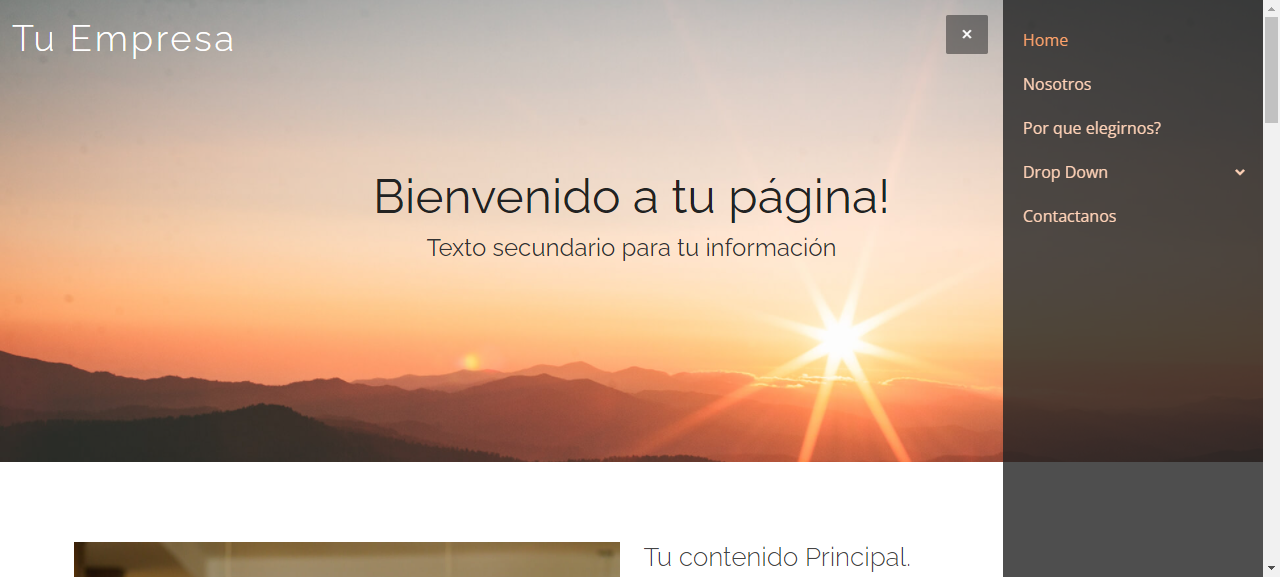 Tu Empresa
Home
Nosotros
Por que elegirnos?
Drop Down
Contactanos
Bienvenido a tu página!
Texto secundario para tu información
Tu contenido Principal.